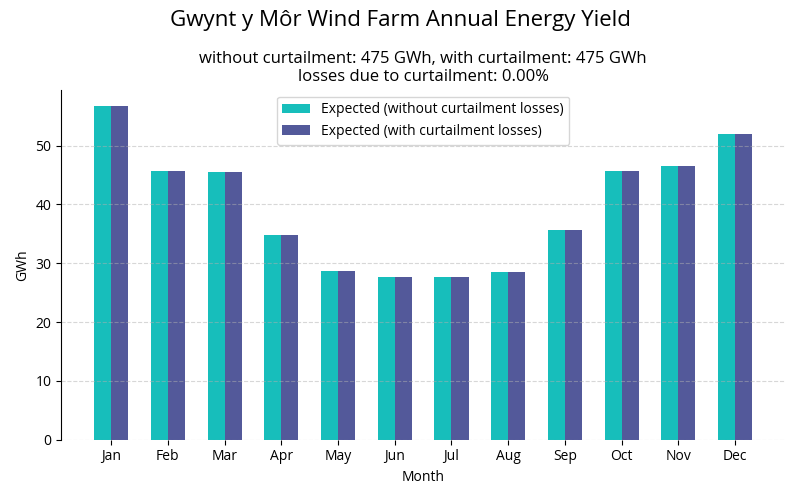 Gwynt y Môr Wind Farm Annual Energy Yield
without curtailment: 475 GWh, with curtailment: 475 GWh
losses due to curtailment: 0.00%
Expected (without curtailment losses)
Expected (with curtailment losses)
GWh
50
40
30
20
10
0
Jan Feb Mar Apr May Jun Jul Aug Sep Oct Nov Dec
Month